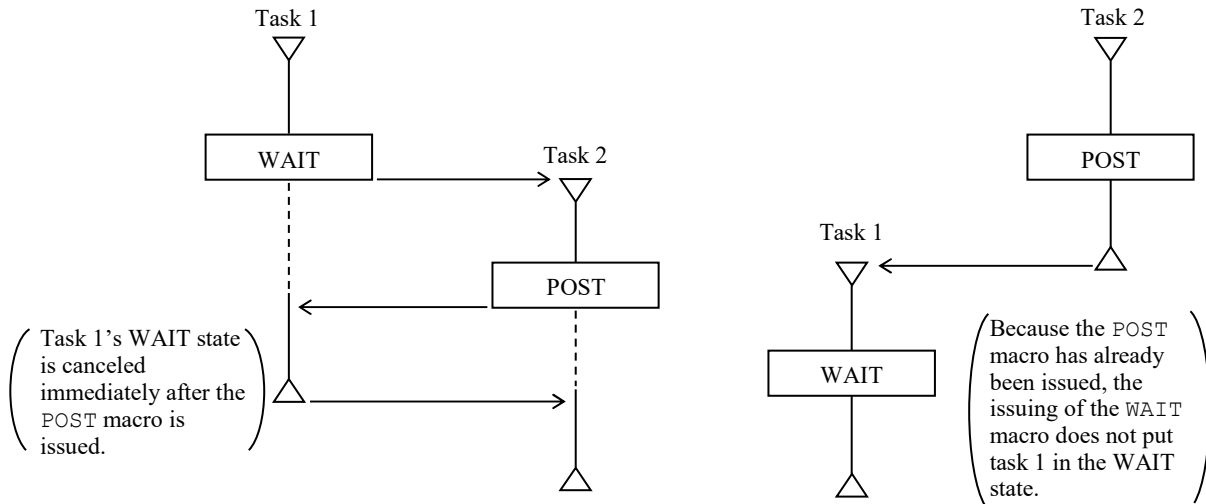 Task 1
WAIT
Task 2
POST
Task 1’s WAIT state
is canceled
immediately after the
POST macro is
issued.
Task 2
POST
Task 1
WAIT
Because the POST
macro has already
been issued, the
issuing of the WAIT
macro does not put
task 1 in the WAIT
state.